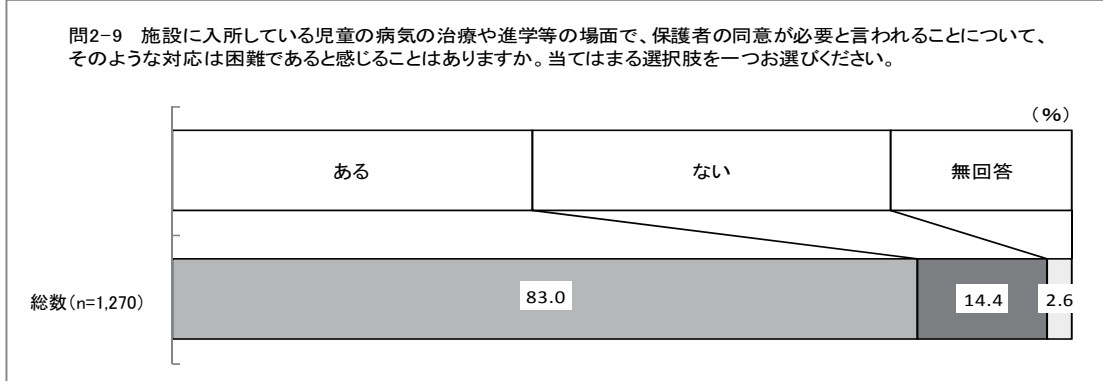 問2-9　施設に入所している児童の病気の治療や進学等の場面で、保護者の同意が必要と言われることについて、
そのような対応は困難であると感じることはありますか。当てはまる選択肢を一つお選びください。
（%）
ある　ない　無回答
総数（n=1,270）　83.0　14.4　2.6